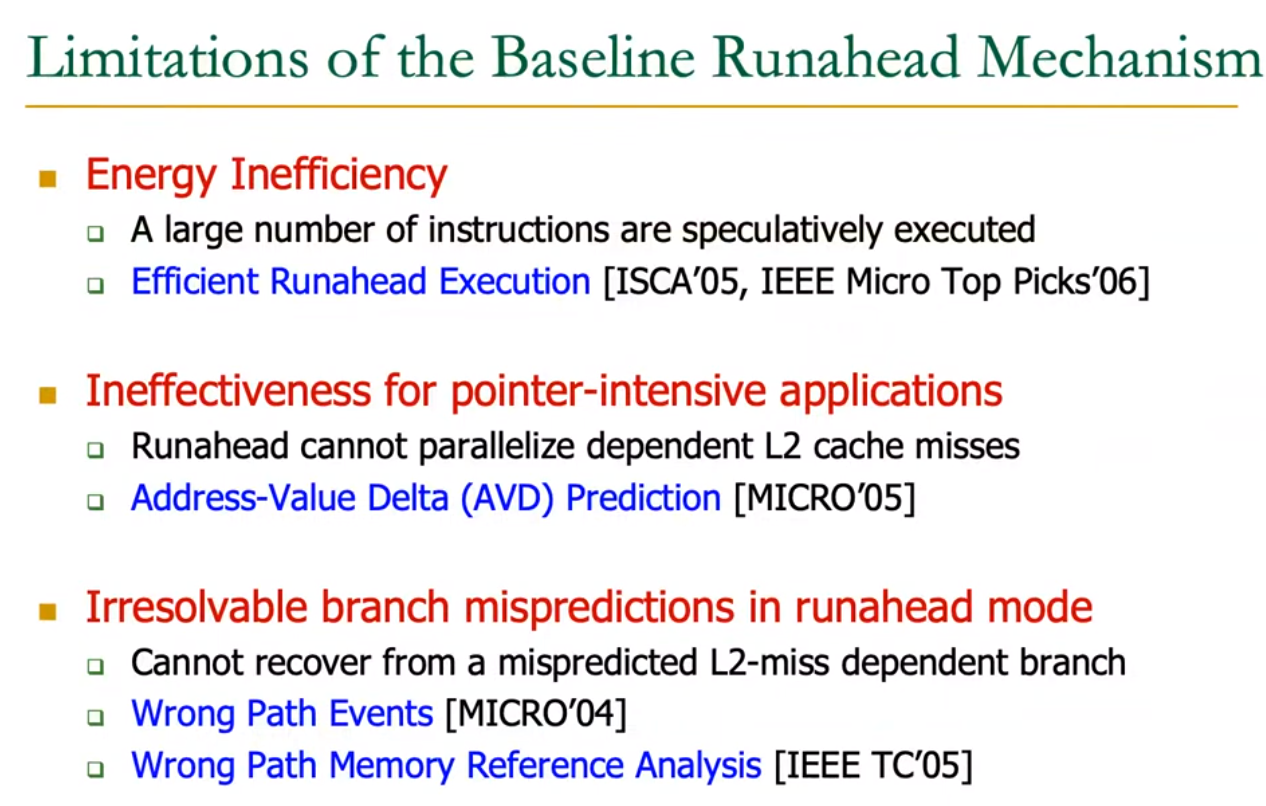 Limitations of the Baseline Runahead Mechanism
Energy Inefficiency
A large number of instructions are speculatively executed
Efficient Runahead Execution [ISCA’05, IEEE Micro Top Picks’06]
Ineffectiveness for pointer-intensive applications
Runahead cannot parallelize dependent L2 cache misses
Address-Value Delta (AVD) Prediction [MICRO’05]
Irresolvable branch mispredictions in runahead mode
Cannot recover from a mispredicted L2-miss dependent branch
Wrong Path Events [MICRO’04]
Wrong Path Memory Reference Analysis [IEEE TC’05]